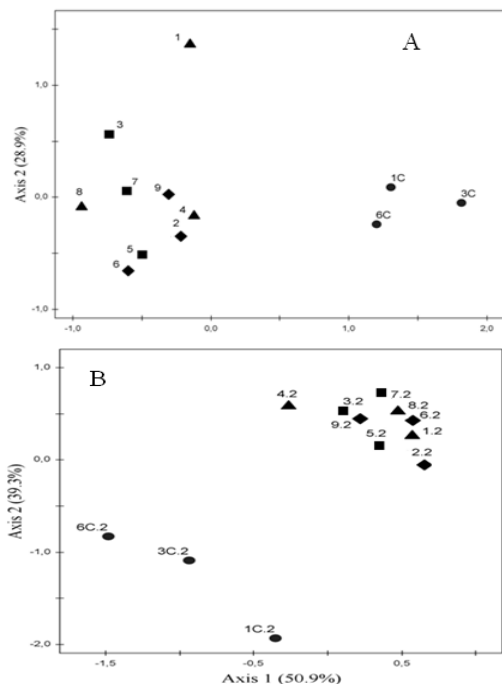 A
1
1,0
3
7
9
1C
3C
8
4
6C
0,0
2
5
6
-1,0
Axis 2 (28.9%)
-1,0 0,0 1,0 2,0
B
1,0
4.2
3.2
7.2
8.2
6.2
9.2
5.2
1.2
2.2
0,0
Axis 2 (39.3%)
6C.2
-1,0
3C.2
1C.2
-2,0
-1,5 -0,5 0,5
Axis 1 (50.9%)